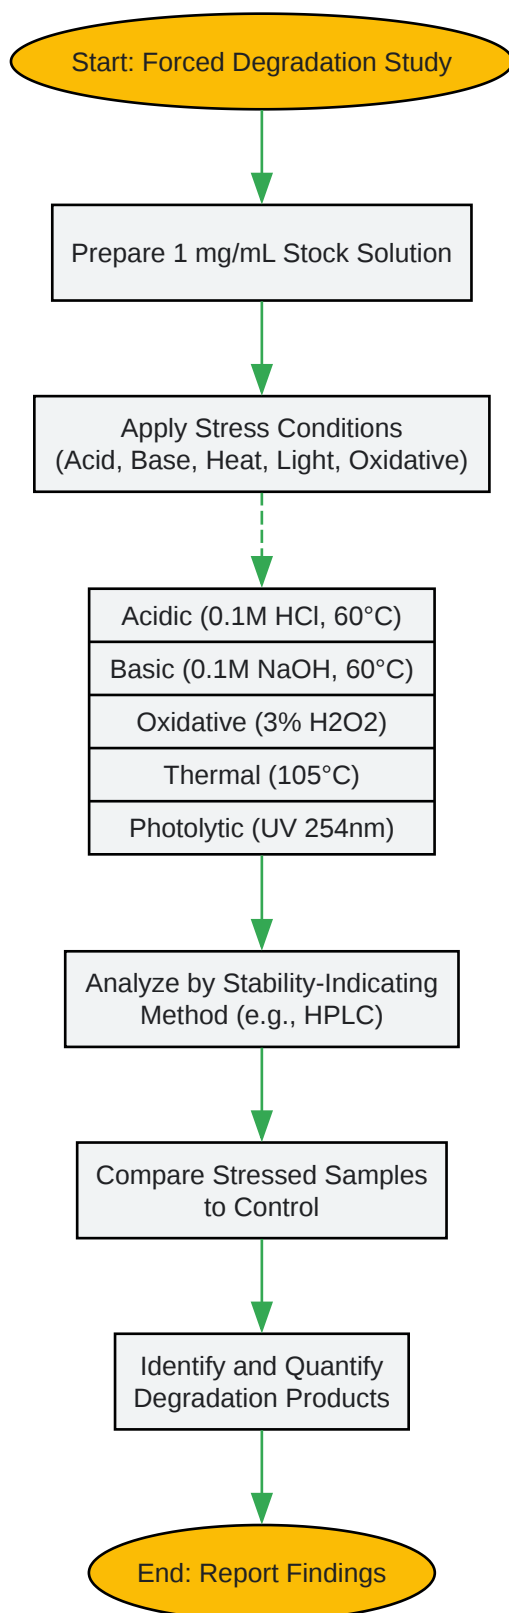 Start: Forced Degradation Study
Prepare 1 mg/mL Stock Solution
Apply Stress Conditions
(Acid, Base, Heat, Light, Oxidative)
Acidic (0.1M HCl, 60°C)
Basic (0.1M NaOH, 60°C)
Oxidative (3% H2O2)
Thermal (105°C)
Photolytic (UV 254nm)
Analyze by Stability-Indicating
Method (e.g., HPLC)
Compare Stressed Samples
to Control
Identify and Quantify
Degradation Products
End: Report Findings